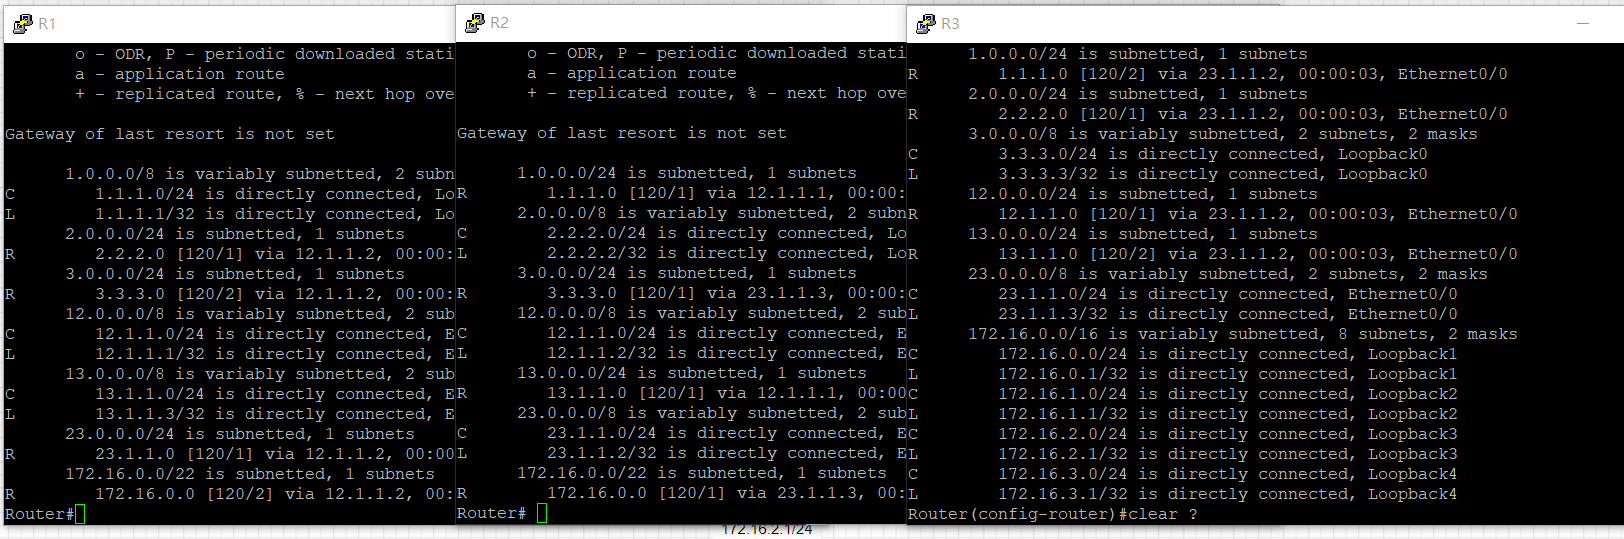 R1
o - ODR, P - periodic downloaded stati
a - application route
+ - replicated route, % - next hop ove
Gateway of last resort is not set
1.0.0.0/8 is variably subnetted, 2 subn
C 1.1.1.0/24 is directly connected, Lo
L 1.1.1.1/32 is directly connected, Lo
2.0.0.0/24 is subnetted, 1 subnets
R 2.2.2.0 [120/1] via 12.1.1.2, 00:00:
3.0.0.0/24 is subnetted, 1 subnets
R 3.3.3.0 [120/2] via 12.1.1.2, 00:00:
12.0.0.0/8 is variably subnetted, 2 sub
C 12.1.1.0/24 is directly connected, E
L 12.1.1.1/32 is directly connected, E
13.0.0.0/8 is variably subnetted, 2 sub
C 13.1.1.0/24 is directly connected, E
L 13.1.1.3/32 is directly connected, E
23.0.0.0/24 is subnetted, 1 subnets
R 23.1.1.0 [120/1] via 12.1.1.2, 00:00
172.16.0.0/22 is subnetted, 1 subnets
R 172.16.0.0 [120/2] via 12.1.1.2, 00:
Router#
R2
o - ODR, P - periodic downloaded stati
a - application route
+ - replicated route, % - next hop ove
Gateway of last resort is not set
1.0.0.0/24 is subnetted, 1 subnets
R 1.1.1.0 [120/1] via 12.1.1.1, 00:00:
2.0.0.0/8 is variably subnetted, 2 subn
C 2.2.2.0/24 is directly connected, Lo
L 2.2.2.2/32 is directly connected, Lo
3.0.0.0/24 is subnetted, 1 subnets
R 3.3.3.0 [120/1] via 23.1.1.3, 00:00:
12.0.0.0/8 is variably subnetted, 2 sub
C 12.1.1.0/24 is directly connected, E
L 12.1.1.2/32 is directly connected, E
13.0.0.0/24 is subnetted, 1 subnets
R 13.1.1.0 [120/1] via 12.1.1.1, 00:00
23.0.0.0/8 is variably subnetted, 2 sub
C 23.1.1.0/24 is directly connected, E
L 23.1.1.2/32 is directly connected, E
172.16.0.0/22 is subnetted, 1 subnets
R 172.16.0.0 [120/1] via 23.1.1.3, 00:
Router#
R3
1.0.0.0/24 is subnetted, 1 subnets
R 1.1.1.0 [120/2] via 23.1.1.2, 00:00:03, Ethernet0/0
2.0.0.0/24 is subnetted, 1 subnets
R 2.2.2.0 [120/1] via 23.1.1.2, 00:00:03, Ethernet0/0
3.0.0.0/8 is variably subnetted, 2 subnets, 2 masks
C 3.3.3.0/24 is directly connected, Loopback0
L 3.3.3.3/32 is directly connected, Loopback0
12.0.0.0/24 is subnetted, 1 subnets
R 12.1.1.0 [120/1] via 23.1.1.2, 00:00:03, Ethernet0/0
13.0.0.0/24 is subnetted, 1 subnets
R 13.1.1.0 [120/2] via 23.1.1.2, 00:00:03, Ethernet0/0
23.0.0.0/8 is variably subnetted, 2 subnets, 2 masks
C 23.1.1.0/24 is directly connected, Ethernet0/0
L 23.1.1.3/32 is directly connected, Ethernet0/0
172.16.0.0/16 is variably subnetted, 8 subnets, 2 masks
C 172.16.0.0/24 is directly connected, Loopback1
L 172.16.0.1/32 is directly connected, Loopback1
C 172.16.1.0/24 is directly connected, Loopback2
L 172.16.1.1/32 is directly connected, Loopback2
C 172.16.2.0/24 is directly connected, Loopback3
L 172.16.2.1/32 is directly connected, Loopback3
C 172.16.3.0/24 is directly connected, Loopback4
L 172.16.3.1/32 is directly connected, Loopback4
Router(config-router)#clear ?
172.16.2.1/24